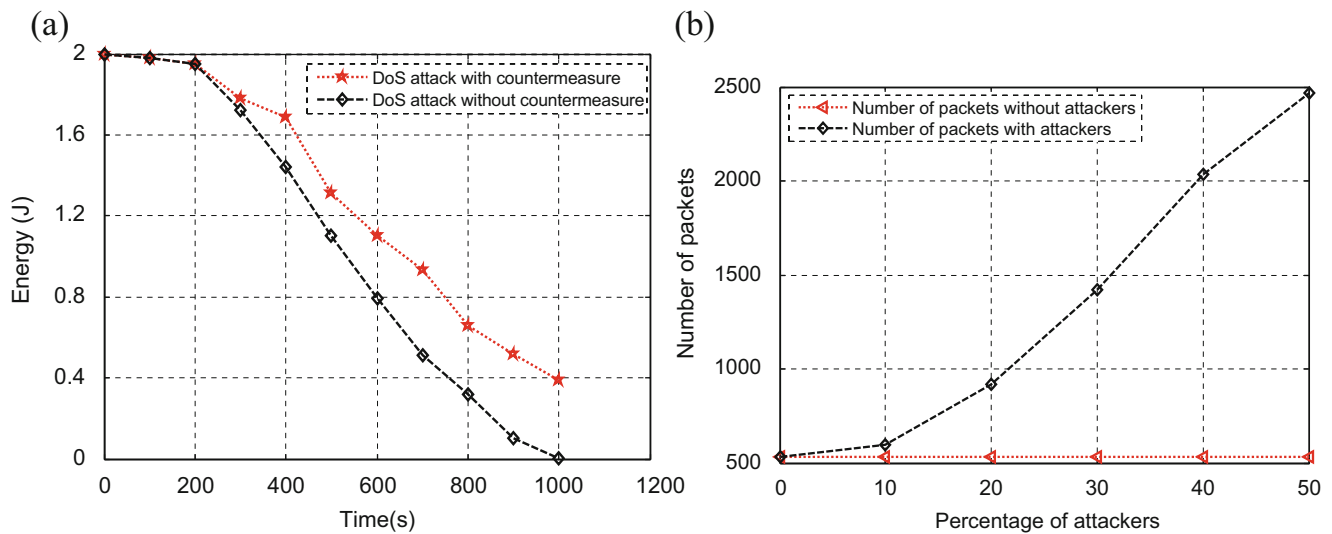 (a)
2
1.6
1.2
0.8
0.4
0
Energy (J)
DoS attack with countermeasure
DoS attack without countermeasure
0 200 400 600 800 1000 1200
Time(s)
(b)
2500
2000
1500
1000
500
Number of packets
Number of packets without attackers
Number of packets with attackers
0 10 20 30 40 50
Percentage of attackers